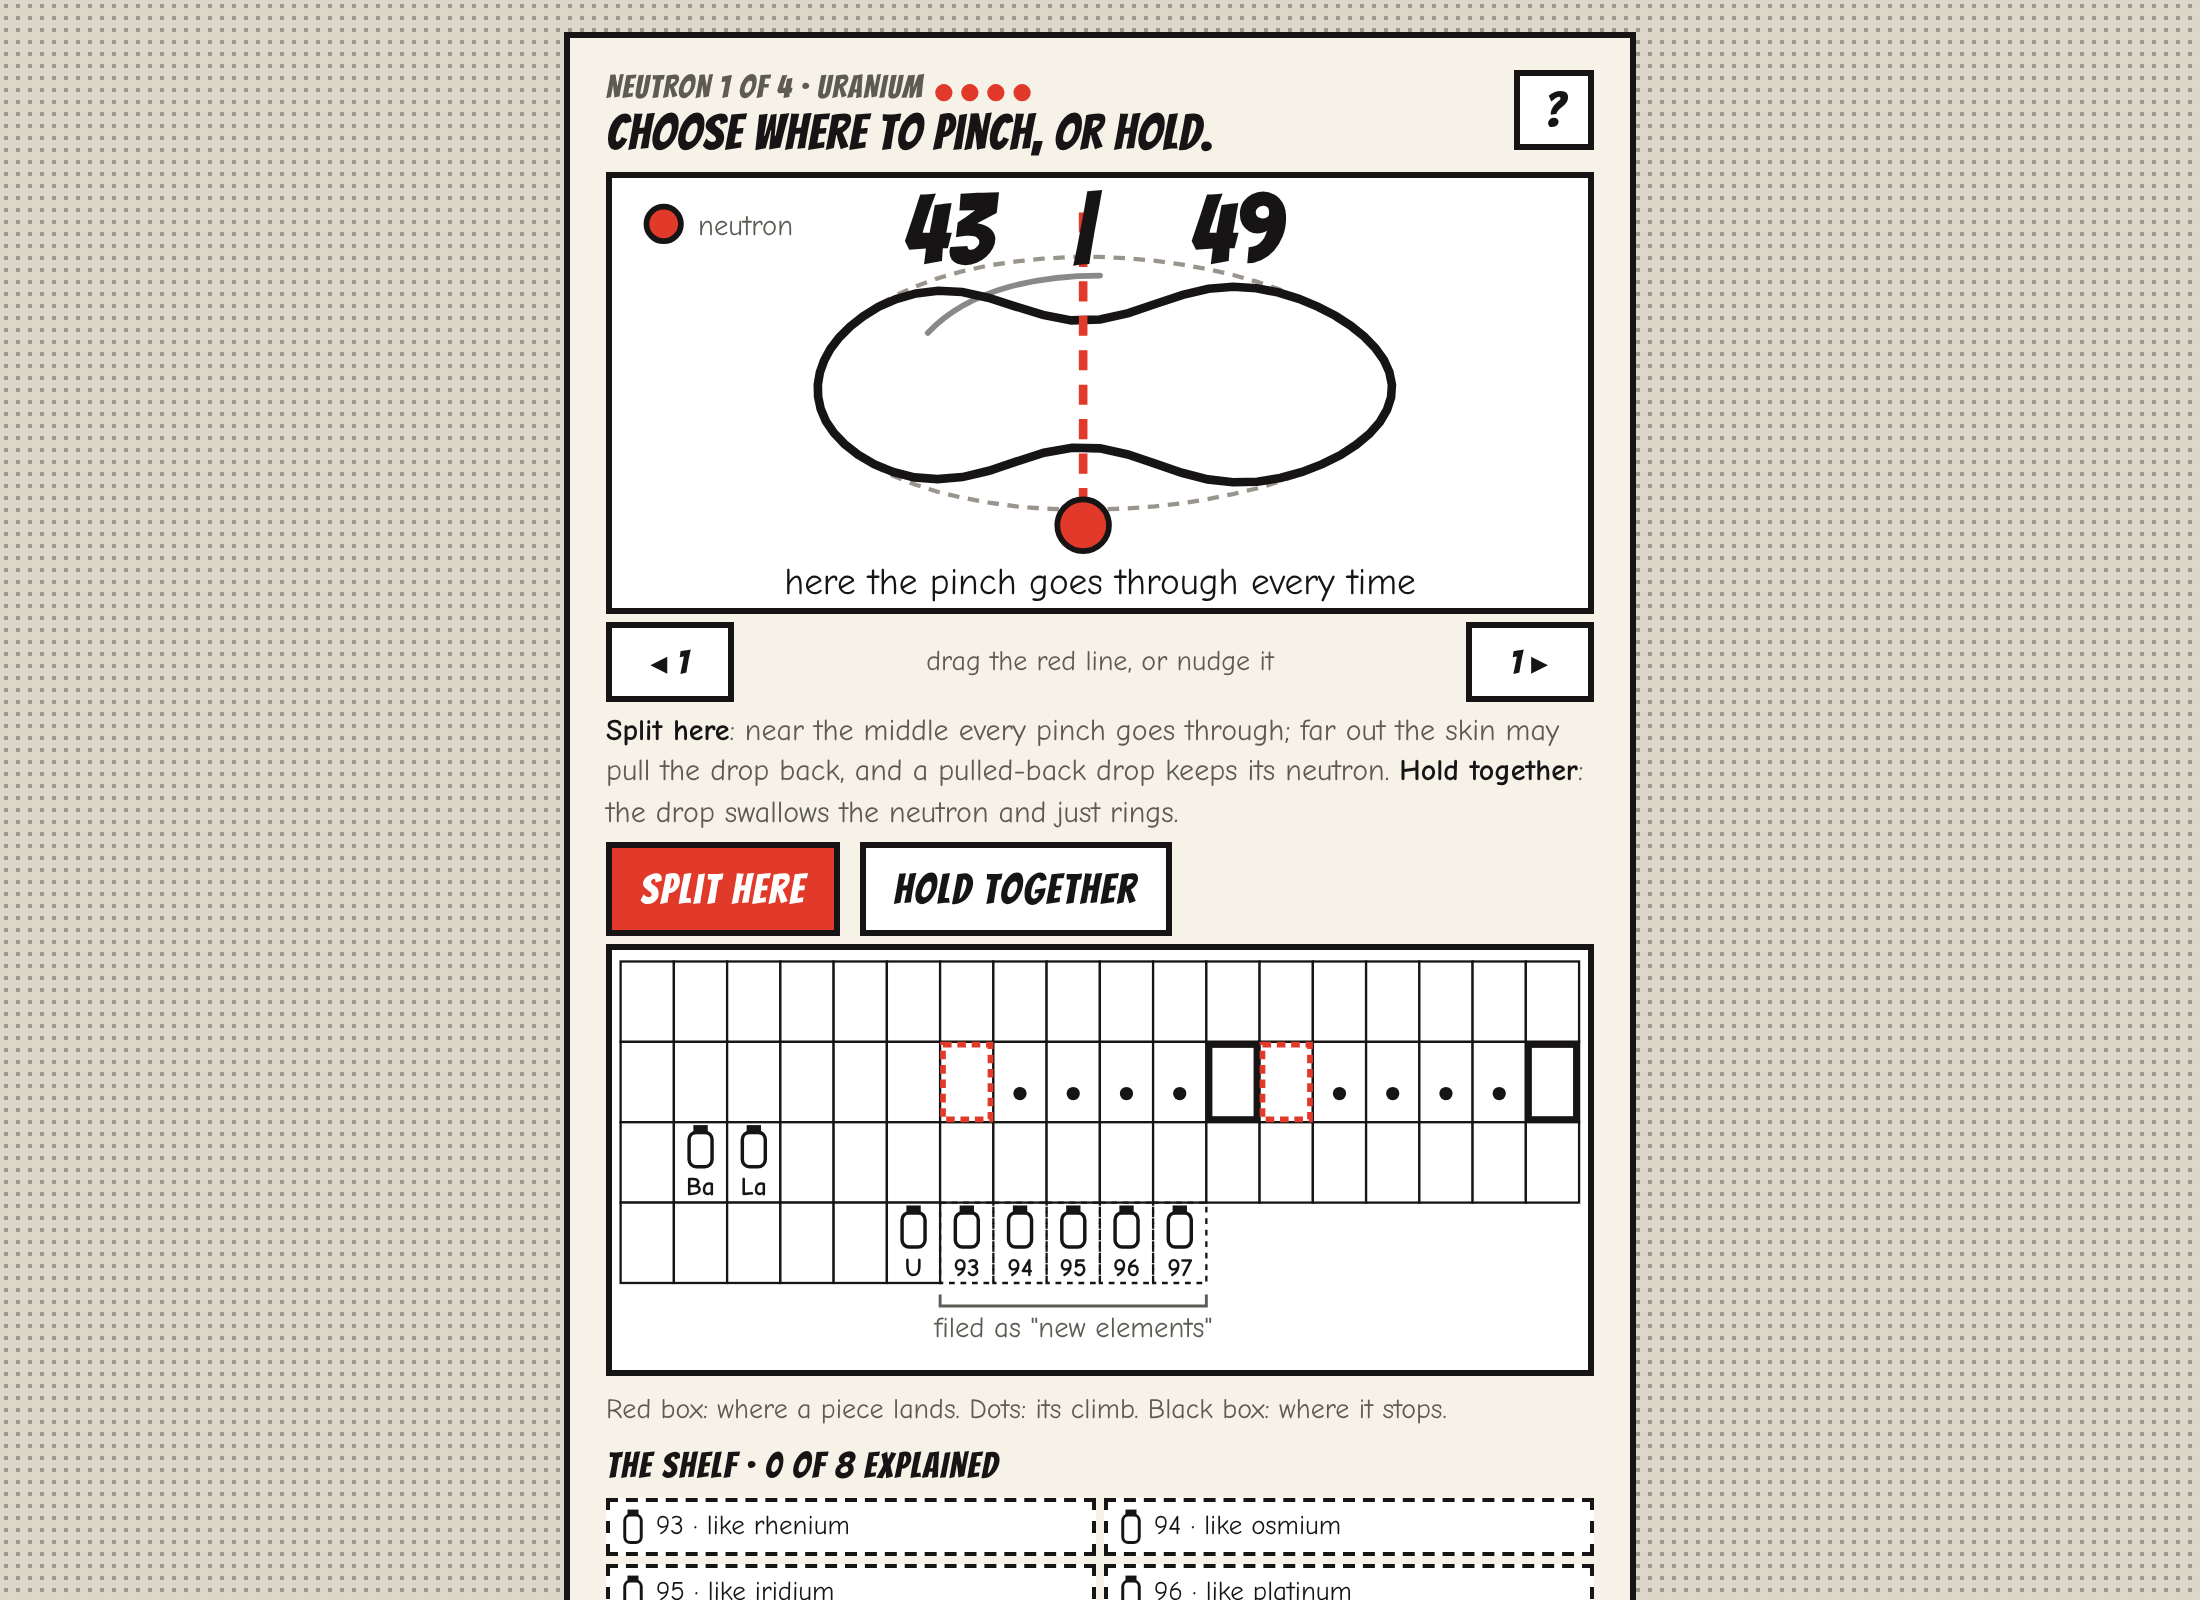 NEUTRON 1 OF 4 · URANIUM
CHOOSE WHERE TO PINCH, OR HOLD.
?
neutron
43 / 49
here the pinch goes through every time
◀ 1
drag the red line, or nudge it
1 ▶
Split here: near the middle every pinch goes through; far out the skin may
pull the drop back, and a pulled-back drop keeps its neutron. Hold together:
the drop swallows the neutron and just rings.
SPLIT HERE
HOLD TOGETHER
Ba La
U 93 94 95 96 97
filed as "new elements"
Red box: where a piece lands. Dots: its climb. Black box: where it stops.
THE SHELF · 0 OF 8 EXPLAINED
93 · like rhenium
94 · like osmium
95 · like iridium
96 · like platinum